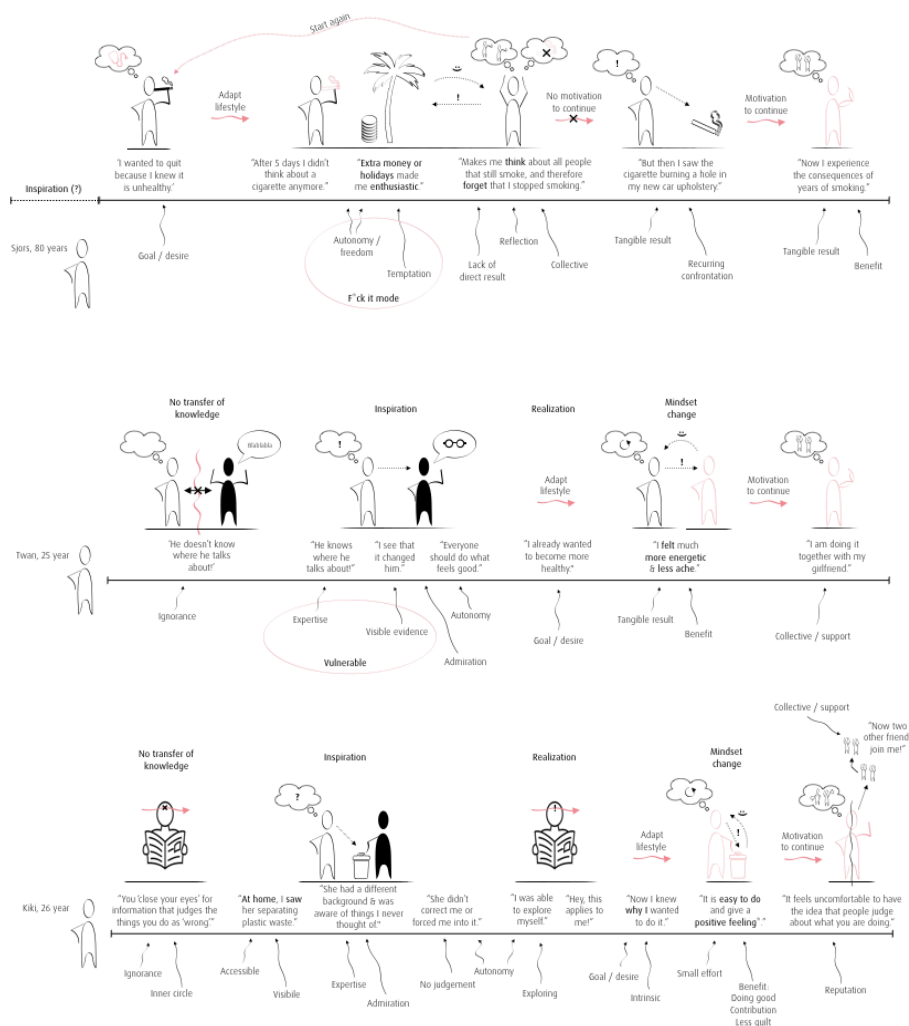 Start again
Adapt
lifestyle
No motivation
to continue
Motivation
to continue
'I wanted to quit
because I knew it
is unhealthy.'
"After 5 days I didn't
think about a
cigarette anymore."
"Extra money or
holidays made
me enthusiastic."
"Makes me think about all people
that still smoke, and therefore
forget that I stopped smoking."
"But then I saw the
cigarette burning a hole in
my new car upholstery."
"Now I experience
the consequences of
years of smoking."
Inspiration (?)
Sjors, 80 years
Goal / desire
Autonomy /
freedom
Temptation
F*ck it mode
Lack of
direct result
Reflection
Collective
Tangible result
Recurring
confrontation
Tangible result
Benefit
No transfer of
knowledge
Inspiration
Realization
Mindset
change
Blablabla
Adapt
lifestyle
Motivation
to continue
'He doesn't know
where he talks
about!'
"He knows
where he
talks about!"
"I see that
it changed
him."
"Everyone
should do what
feels good."
"I already wanted
to become more
healthy."
"I felt much
more energetic
& less ache."
"I am doing it
together with my
girlfriend."
Twan, 25 year
Ignorance
Expertise
Visible evidence
Vulnerable
Admiration
Autonomy
Goal / desire
Tangible result
Benefit
Collective / support
Collective / support
"Now two
other friend
join me!"
No transfer of
knowledge
Inspiration
Realization
Mindset
change
Adapt
lifestyle
Motivation
to continue
"You 'close your eyes' for
information that judges the
things you do as 'wrong.'"
"At home, I saw
her separating
plastic waste."
"She had a different
background & was
aware of things I never
thought of."
"She didn't
correct me or
forced me into it."
"I was able
to explore
myself."
"Hey, this
applies to
me!"
"Now I knew
why I wanted
to do it."
"It is easy to do
and give a
positive feeling"."
"It feels uncomfortable to have
the idea that people judge
about what you are doing."
Kiki, 26 year
Ignorance
Inner circle
Accessible
Visibile
Expertise
Admiration
No judgement
Autonomy
Exploring
Goal / desire
Intrinsic
Small effort
Benefit:
Doing good
Contribution
Less guilt
Reputation